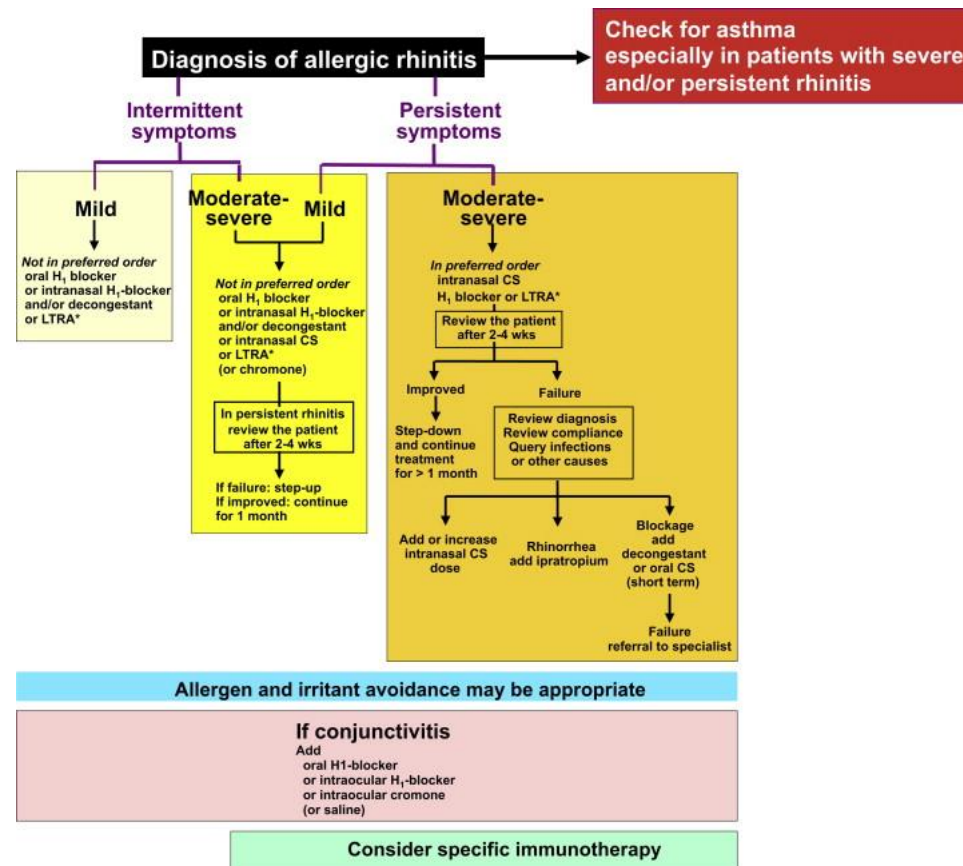 Diagnosis of allergic rhinitis
Check for asthma
especially in patients with severe
and/or persistent rhinitis
Intermittent
symptoms
Persistent
symptoms
Mild
Not in preferred order
oral H₁ blocker
or intranasal H₁-blocker
and/or decongestant
or LTRA*
Moderate-
severe
Mild
Not in preferred order
oral H₁ blocker
or intranasal H₁-blocker
and/or decongestant
or intranasal CS
or LTRA*
(or chromone)
In persistent rhinitis
review the patient
after 2-4 wks
If failure: step-up
If improved: continue
for 1 month
Moderate-
severe
In preferred order
intranasal CS
H₁ blocker or LTRA*
Review the patient
after 2-4 wks
Improved
Step-down
and continue
treatment
for > 1 month
Failure
Review diagnosis
Review compliance
Query infections
or other causes
Add or increase
intranasal CS
dose
Rhinorrhea
add ipratropium
Blockage
add
decongestant
or oral CS
(short term)
Failure
referral to specialist
Allergen and irritant avoidance may be appropriate
If conjunctivitis
Add
oral H1-blocker
or intraocular H₁-blocker
or intraocular cromone
(or saline)
Consider specific immunotherapy